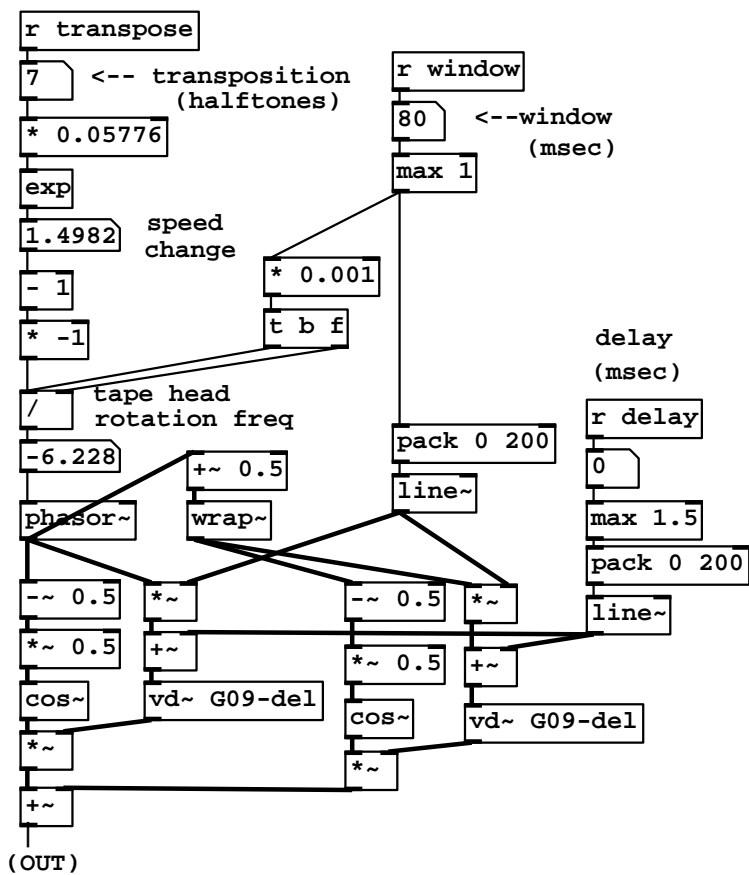 r transpose
7
<-- transposition
(halftones)
* 0.05776
exp
1.4982
speed
change
- 1
* -1
/
tape head
rotation freq
-6.228
phasor~
r window
80
<--window
(msec)
max 1
* 0.001
t b f
+~ 0.5
wrap~
pack 0 200
line~
delay
(msec)
r delay
0
max 1.5
pack 0 200
line~
-~ 0.5
*~
-~ 0.5
*~
*~ 0.5
+~
*~ 0.5
+~
cos~
vd~ G09-del
cos~
vd~ G09-del
*~
*~
+~
(OUT)